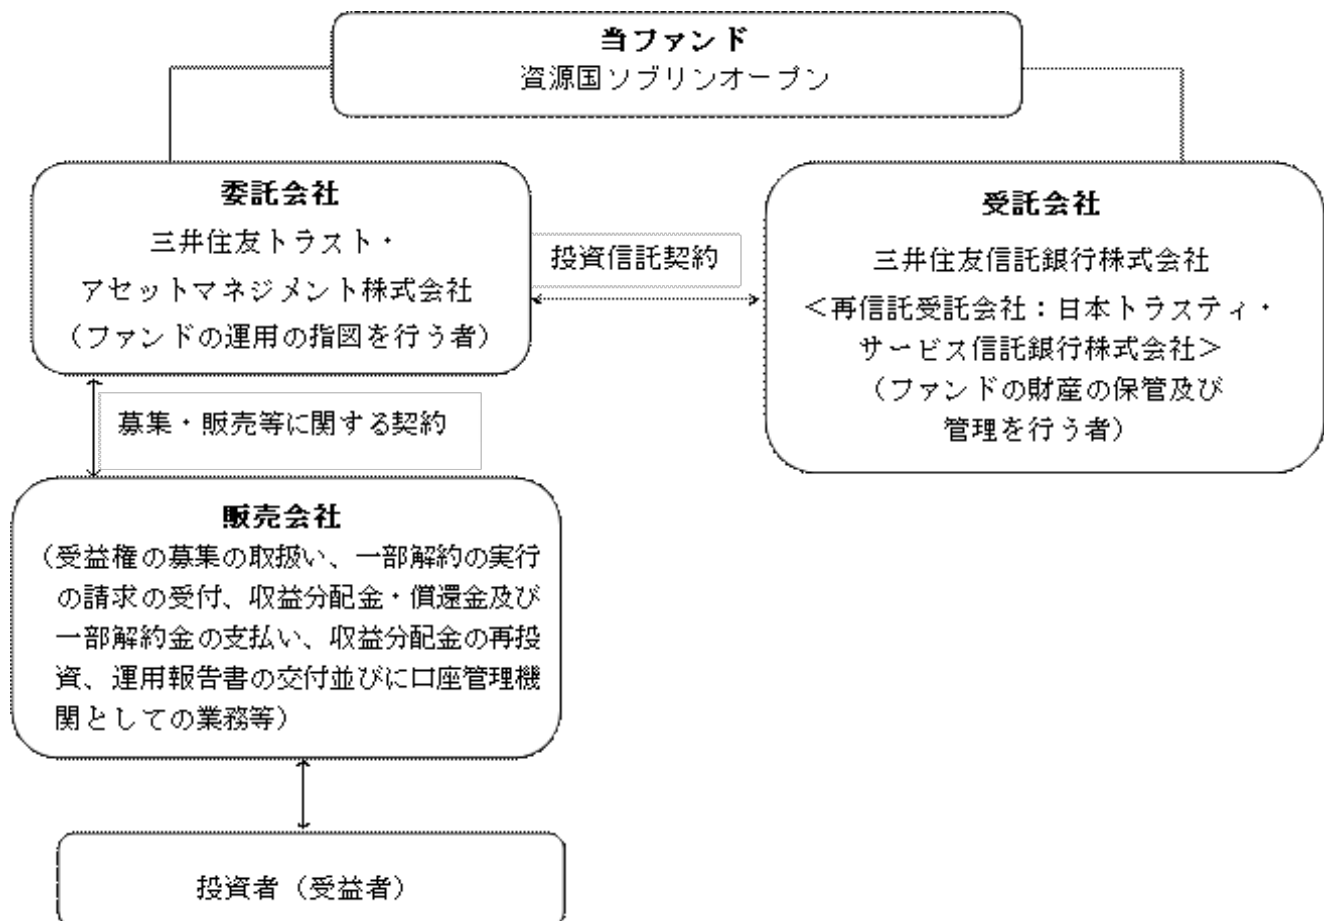 当ファンド
資源国ソブリンオープン
委託会社
三井住友トラスト・
アセットマネジメント株式会社
（ファンドの運用の指図を行う者）
投資信託契約
受託会社
三井住友信託銀行株式会社
＜再信託受託会社：日本トラスティ・
サービス信託銀行株式会社＞
（ファンドの財産の保管及び
管理を行う者）
募集・販売等に関する契約
販売会社
（受益権の募集の取扱い、一部解約の実行
の請求の受付、収益分配金・償還金及び
一部解約金の支払い、収益分配金の再投
資、運用報告書の交付並びに口座管理機
関としての業務等）
投資者（受益者）